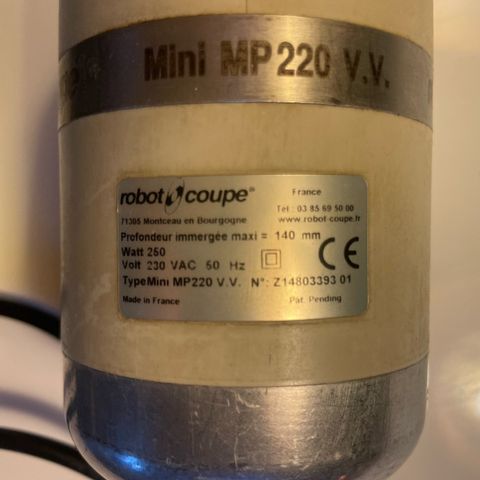 Mini MP 220 V.V.
robot coupe®
France
71305 Montceau en Bourgogne
Tel : 03 85 69 50 00
www.robot-coupe.fr
Profondeur immergée maxi = 140 mm
Watt 250
Volt 230 VAC 50 Hz
CE
TypeMini MP220 V.V. N°: Z14803393 01
Made in France
Pat. Pending